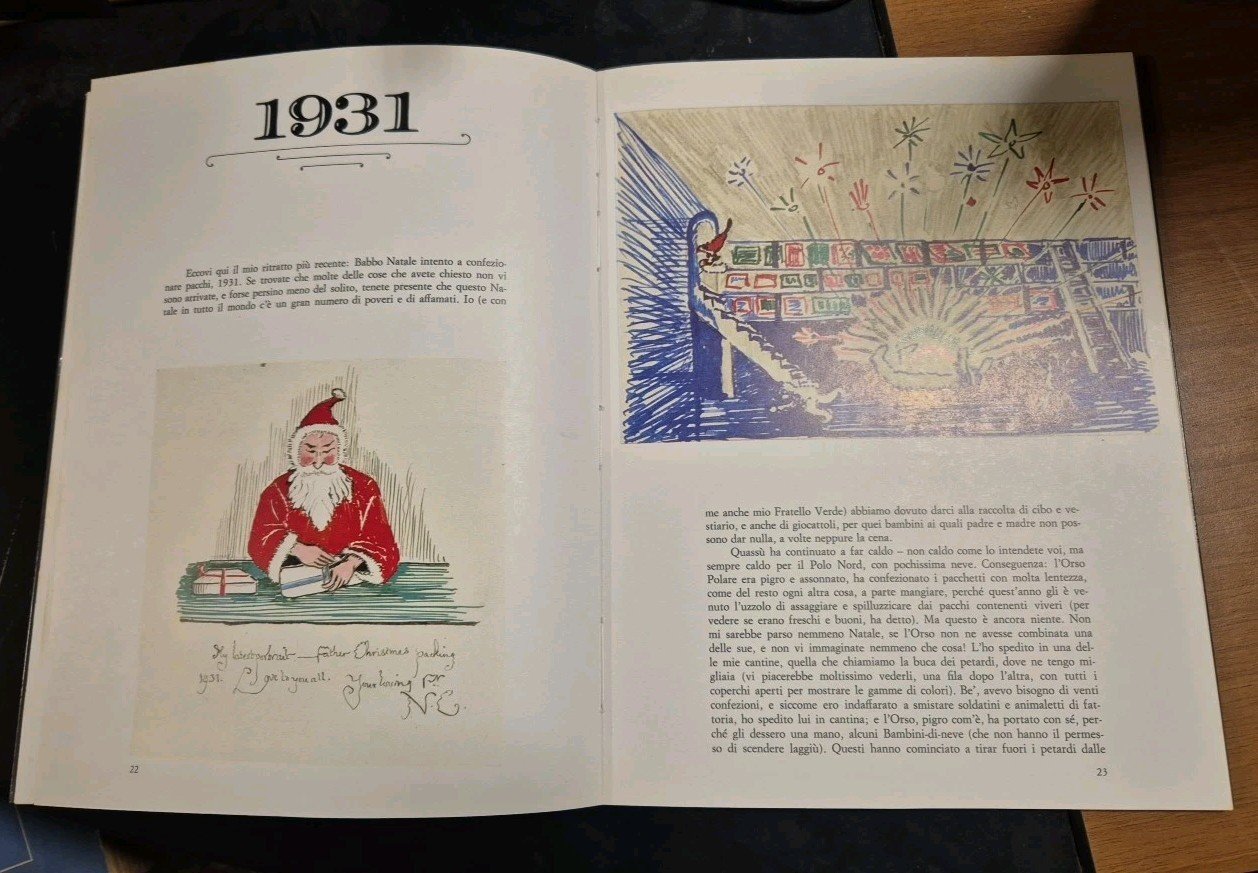 1931
Eccovi qui il mio ritratto più recente: Babbo Natale intento a confezio-
nare pacchi, 1931. Se trovate che molte delle cose che avete chiesto non vi
sono arrivate, e forse persino meno del solito, tenete presente che questo Na-
tale in tutto il mondo c'è un gran numero di poveri e di affamati. Io (e con
My latest portrait — Father Christmas packing
1931. Love to you all. Your loving Fr
N.C.
22
me anche mio Fratello Verde) abbiamo dovuto darci alla raccolta di cibo e ve-
stiario, e anche di giocattoli, per quei bambini ai quali padre e madre non pos-
sono dar nulla, a volte neppure la cena.
Quassù ha continuato a far caldo – non caldo come lo intendete voi, ma
sempre caldo per il Polo Nord, con pochissima neve. Conseguenza: l'Orso
Polare era pigro e assonnato, ha confezionato i pacchetti con molta lentezza,
come del resto ogni altra cosa, a parte mangiare, perché quest'anno gli è ve-
nuto l'uzzolo di assaggiare e spilluzzicare dai pacchi contenenti viveri (per
vedere se erano freschi e buoni, ha detto). Ma questo è ancora niente. Non
mi sarebbe parso nemmeno Natale, se l'Orso non ne avesse combinata una
delle sue, e non vi immaginate nemmeno che cosa! L'ho spedito in una del-
le mie cantine, quella che chiamiamo la buca dei petardi, dove ne tengo mi-
gliaia (vi piacerebbe moltissimo vederli, una fila dopo l'altra, con tutti i
coperchi aperti per mostrare le gamme di colori). Be', avevo bisogno di venti
confezioni, e siccome ero indaffarato a smistare soldatini e animaletti di fat-
toria, ho spedito lui in cantina; e l'Orso, pigro com'è, ha portato con sé, per-
ché gli dessero una mano, alcuni Bambini-di-neve (che non hanno il permes-
so di scendere laggiù). Questi hanno cominciato a tirar fuori i petardi dalle
23